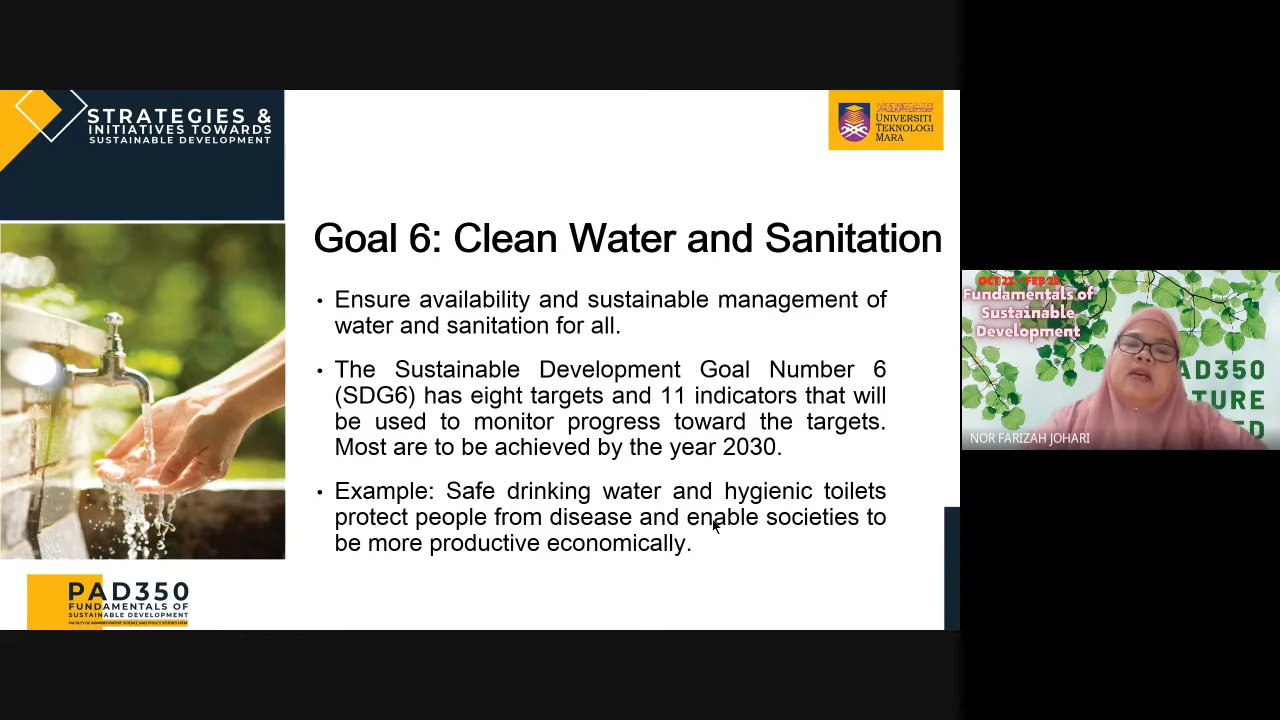 STRATEGIES &
INITIATIVES TOWARDS
SUSTAINABLE DEVELOPMENT
UNIVERSITI
TEKNOLOGI
MARA
Goal 6: Clean Water and Sanitation
• Ensure availability and sustainable management of
water and sanitation for all.
• The Sustainable Development Goal Number 6
(SDG6) has eight targets and 11 indicators that will
be used to monitor progress toward the targets.
Most are to be achieved by the year 2030.
• Example: Safe drinking water and hygienic toilets
protect people from disease and enable societies to
be more productive economically.
PAD350
FUNDAMENTALS OF
SUSTAINABLE DEVELOPMENT
FACULTY OF ADMINISTRATIVE SCIENCE AND POLICY STUDIES UITM
Fundamentals of
Sustainable
Development
AD350
TURE
ED
NOR FARIZAH JOHARI